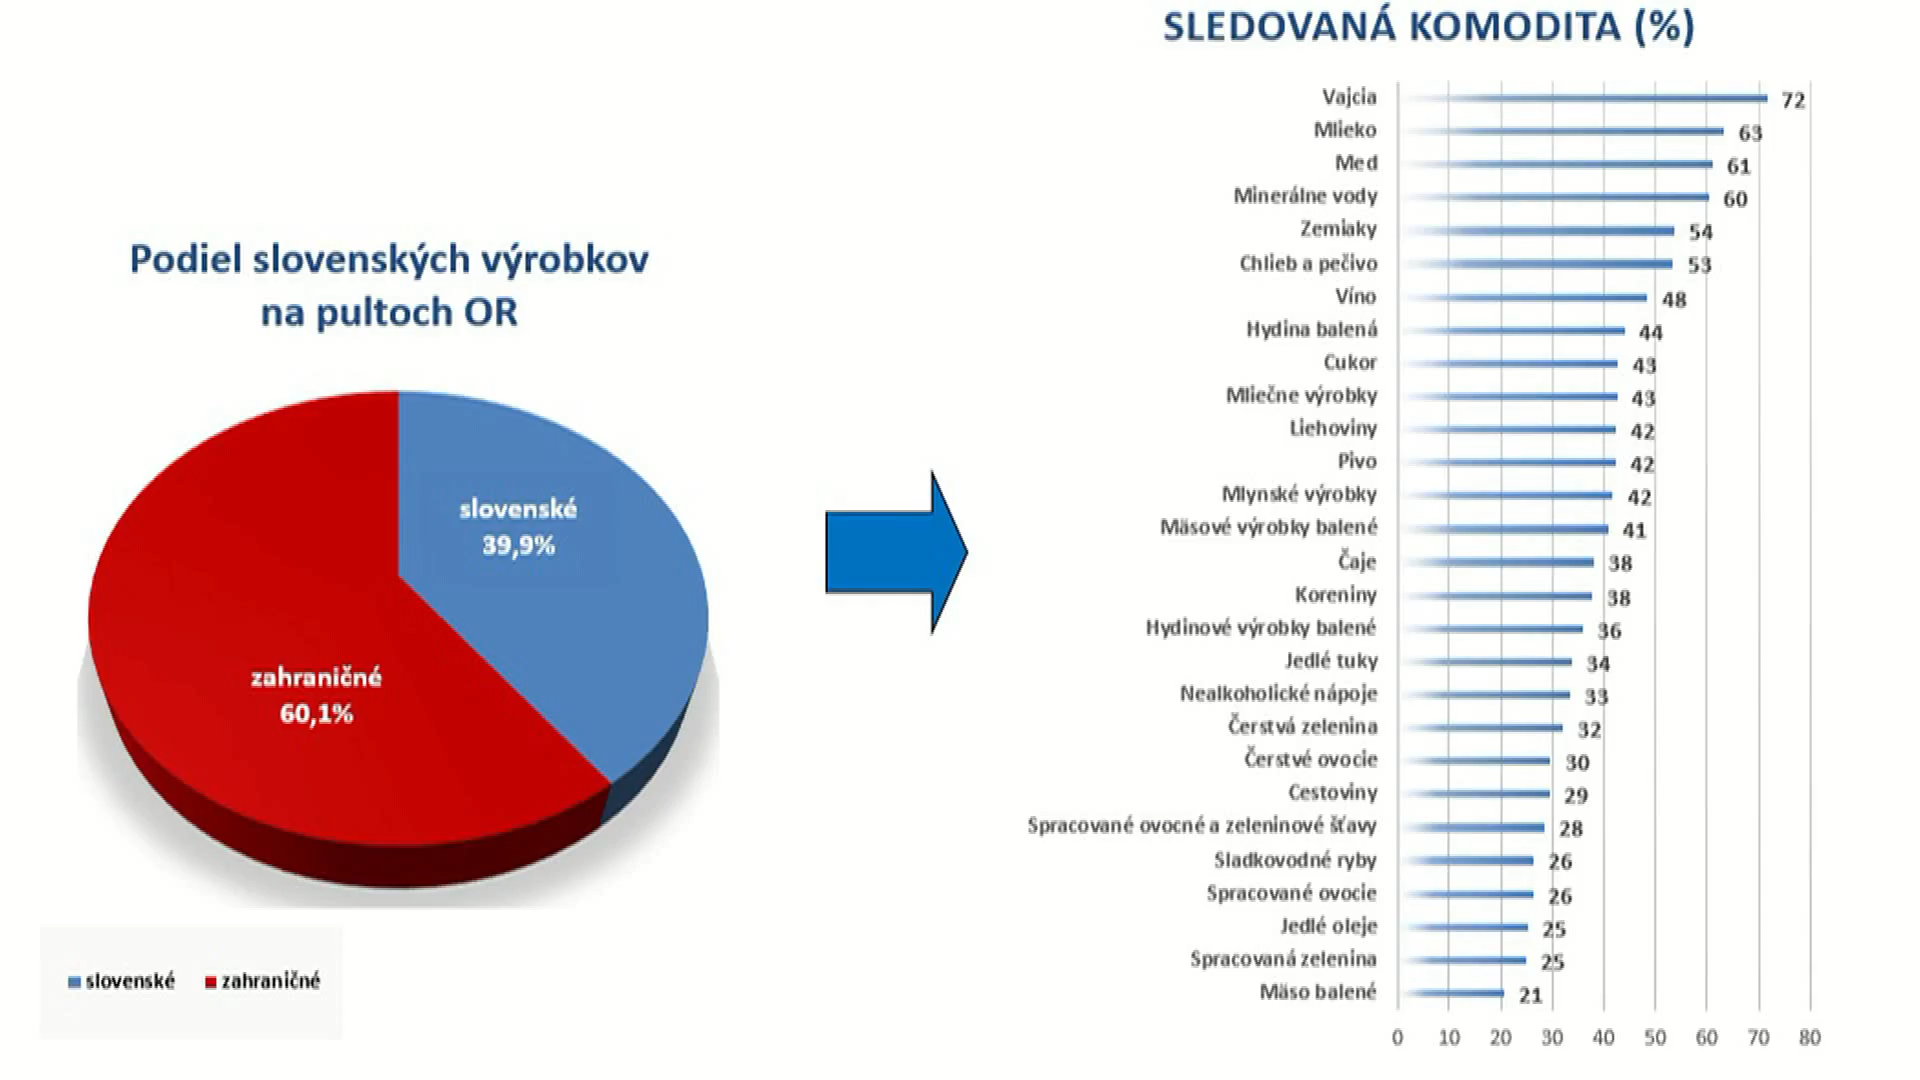 Podiel slovenských výrobkov
na pultoch OR
slovenské
39,9%
zahraničné
60,1%
slovenské zahraničné
SLEDOVANÁ KOMODITA (%)
Vajcia 72
Mlieko 63
Med 61
Minerálne vody 60
Zemiaky 54
Chlieb a pečivo 53
Víno 48
Hydina balená 44
Cukor 43
Mliečne výrobky 43
Liehoviny 42
Pivo 42
Mlynské výrobky 42
Mäsové výrobky balené 41
Čaje 38
Koreniny 38
Hydinové výrobky balené 36
Jedlé tuky 34
Nealkoholické nápoje 33
Čerstvá zelenina 32
Čerstvé ovocie 30
Cestoviny 29
Spracované ovocné a zeleninové šťavy 28
Sladkovodné ryby 26
Spracované ovocie 26
Jedlé oleje 25
Spracovaná zelenina 25
Mäso balené 21
0 10 20 30 40 50 60 70 80